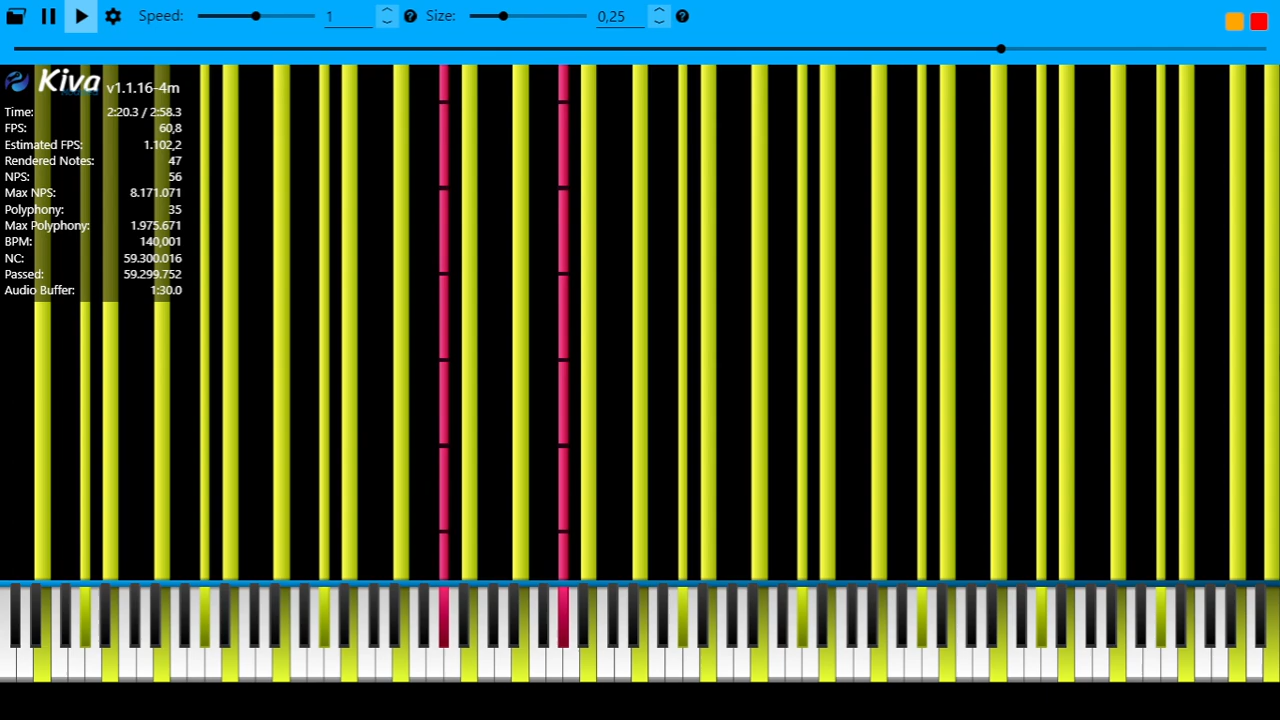 Speed: 1 Size: 0,25
Kiva v1.1.16-4m
Time: 2:20.3 / 2:58.3
FPS: 60,8
Estimated FPS: 1.102,2
Rendered Notes: 47
NPS: 56
Max NPS: 8.171.071
Polyphony: 35
Max Polyphony: 1.975.671
BPM: 140,001
NC: 59.300.016
Passed: 59.299.752
Audio Buffer: 1:30.0